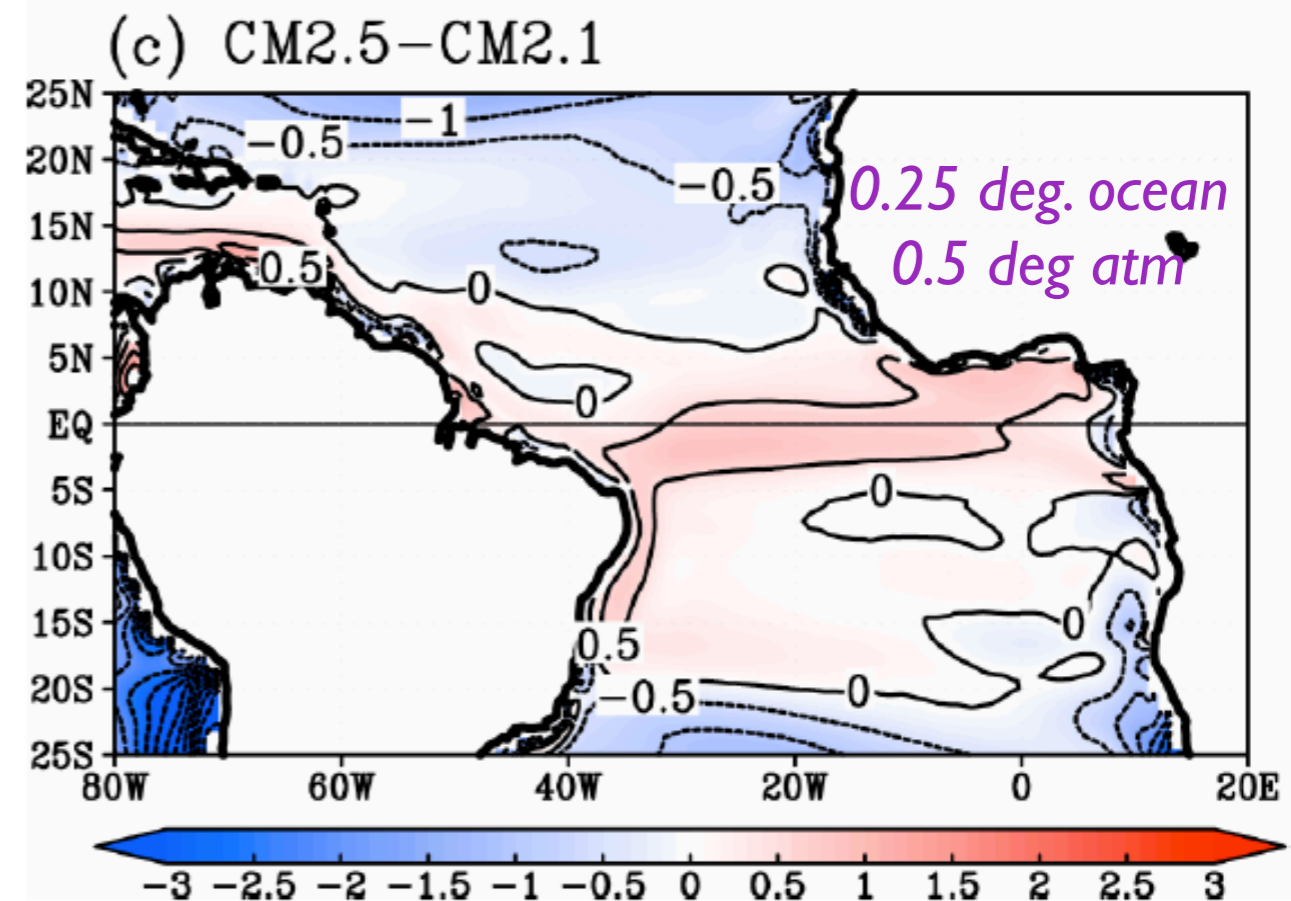 (c) CM2.5−CM2.1
25N
20N
15N
10N
5N
EQ
5S
10S
15S
20S
25S
−1
−0.5
−0.5
0.5
0
0
0
0
0.5
−0.5
0
0.25 deg. ocean
0.5 deg atm
80W 60W 40W 20W 0 20E
−3 −2.5 −2 −1.5 −1 −0.5 0 0.5 1 1.5 2 2.5 3